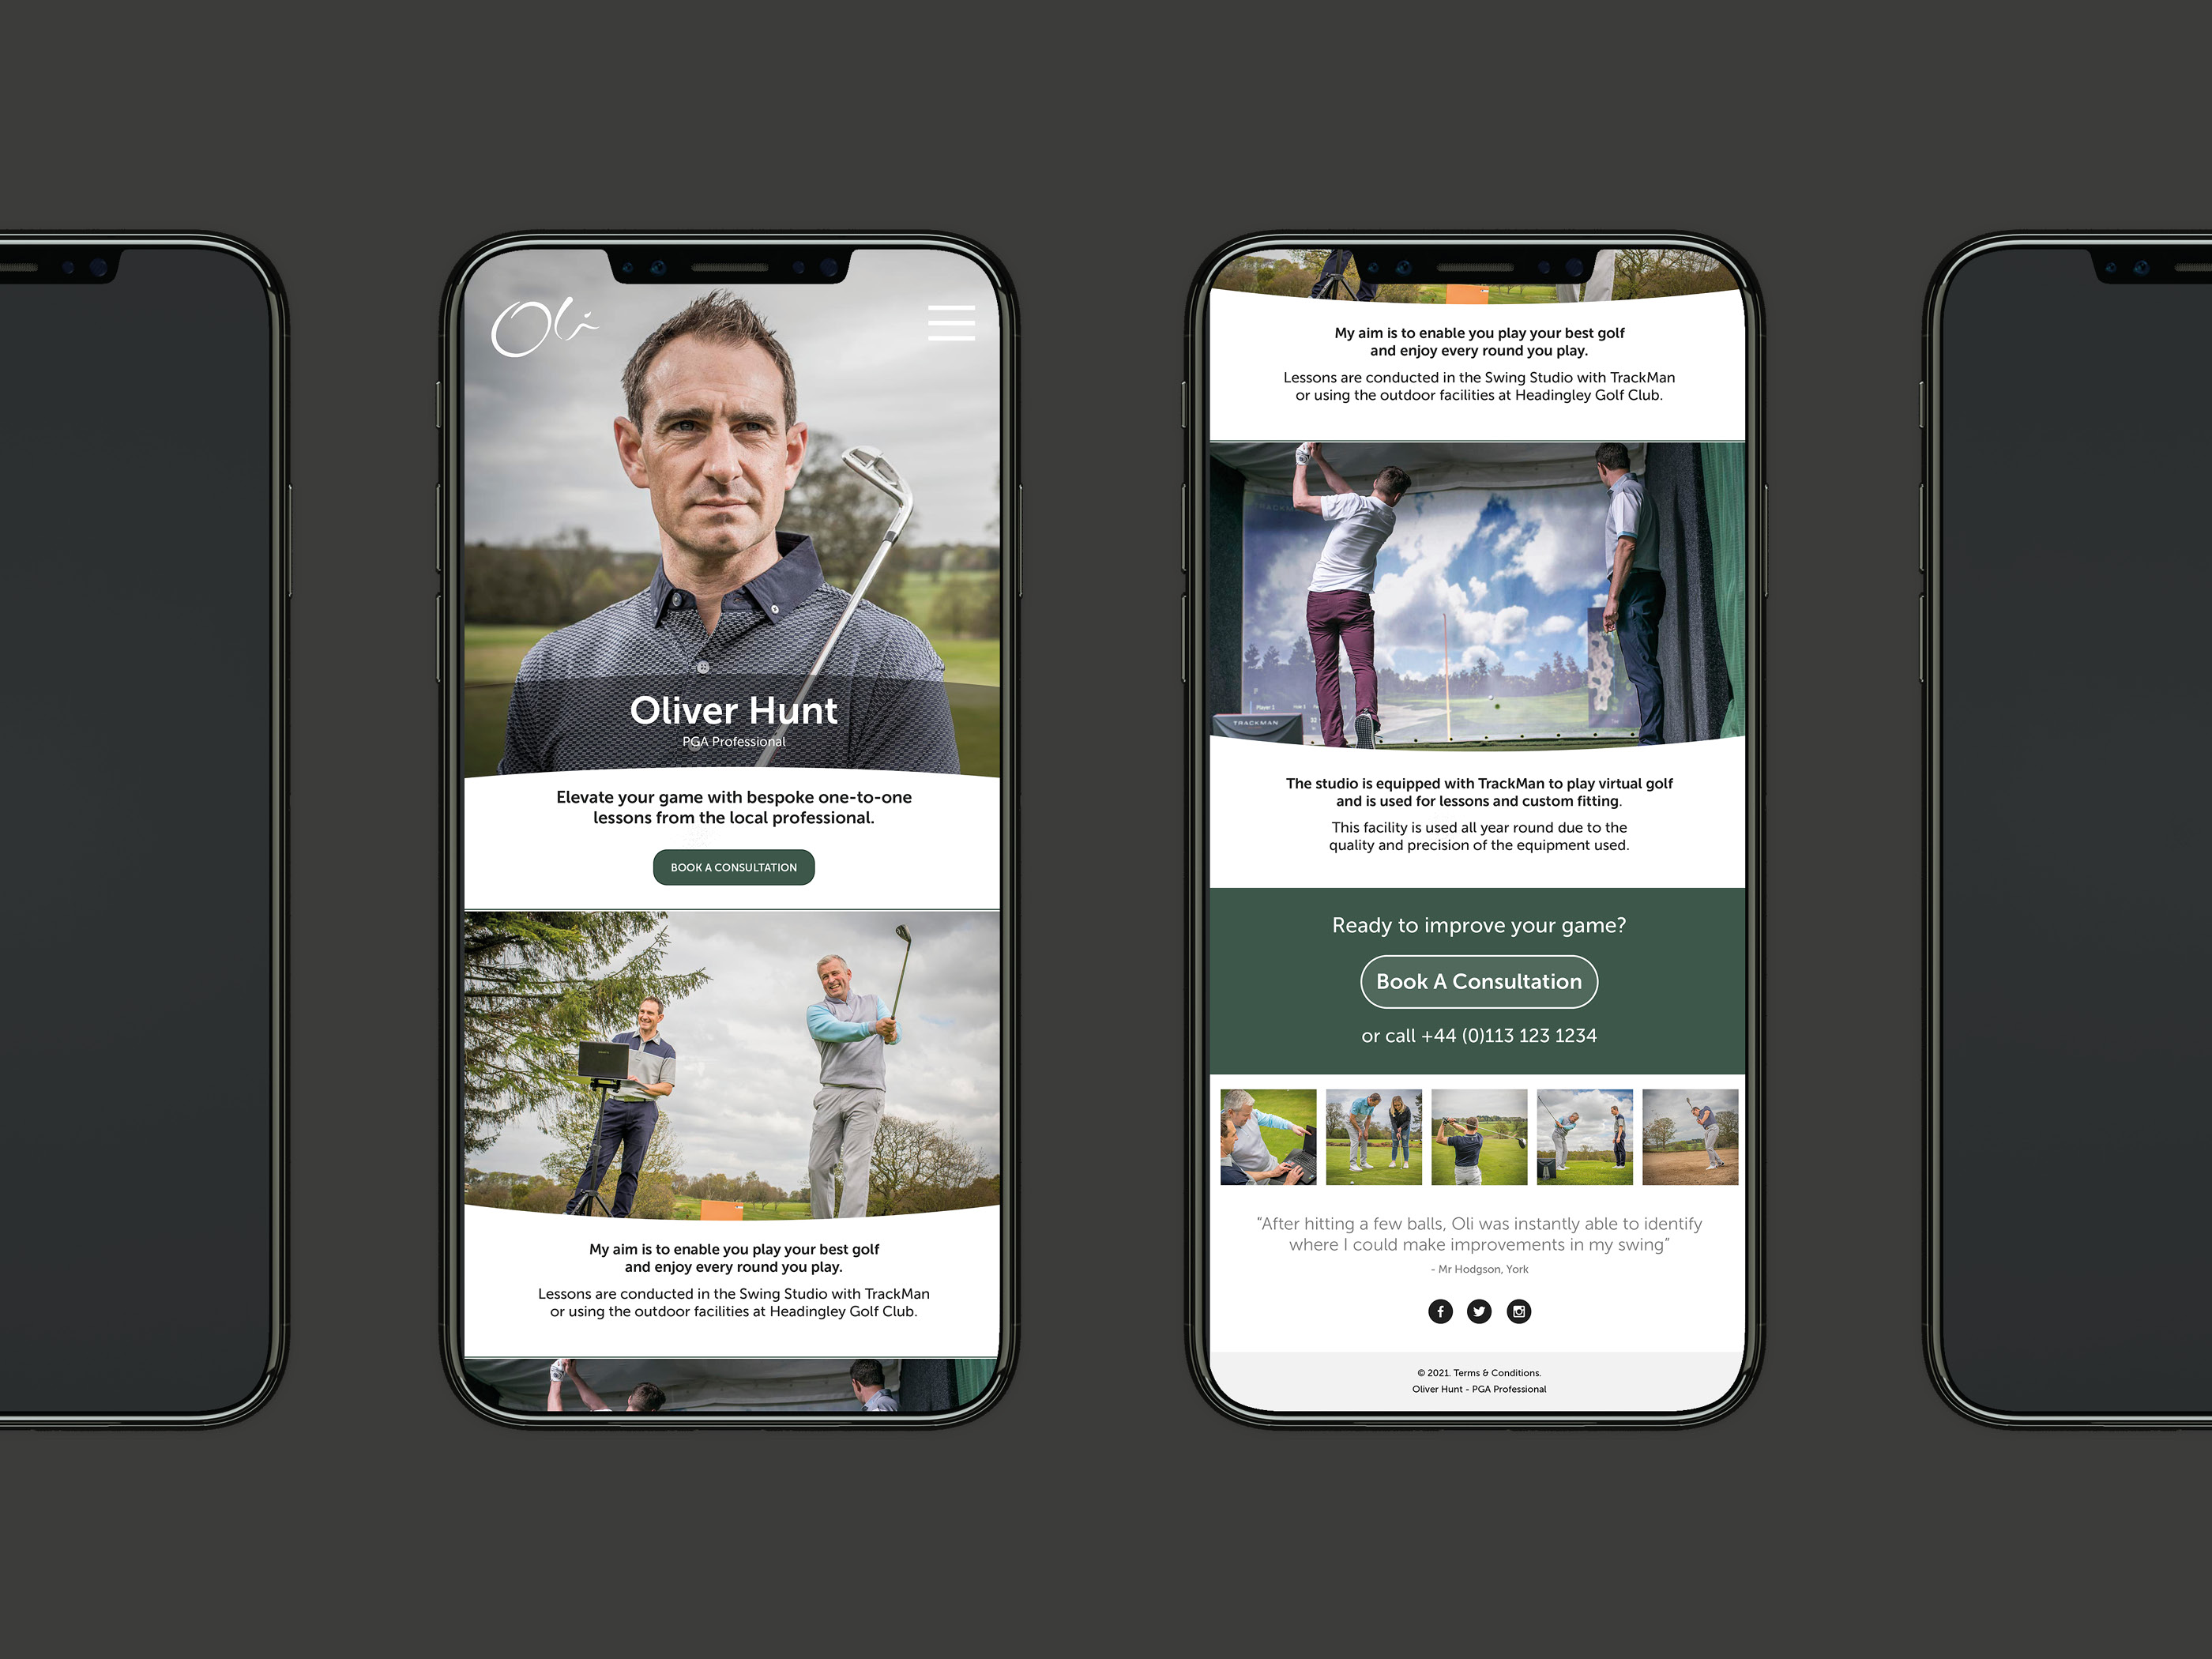 Oli
Oliver Hunt
PGA Professional
Elevate your game with bespoke one-to-one
lessons from the local professional.
BOOK A CONSULTATION
My aim is to enable you play your best golf
and enjoy every round you play.
Lessons are conducted in the Swing Studio with TrackMan
or using the outdoor facilities at Headingley Golf Club.
My aim is to enable you play your best golf
and enjoy every round you play.
Lessons are conducted in the Swing Studio with TrackMan
or using the outdoor facilities at Headingley Golf Club.
TRACKMAN
Player 1
TRACKMAN
The studio is equipped with TrackMan to play virtual golf
and is used for lessons and custom fitting.
This facility is used all year round due to the
quality and precision of the equipment used.
Ready to improve your game?
Book A Consultation
or call +44 (0)113 123 1234
“After hitting a few balls, Oli was instantly able to identify
where I could make improvements in my swing”
- Mr Hodgson, York
© 2021. Terms & Conditions.
Oliver Hunt - PGA Professional